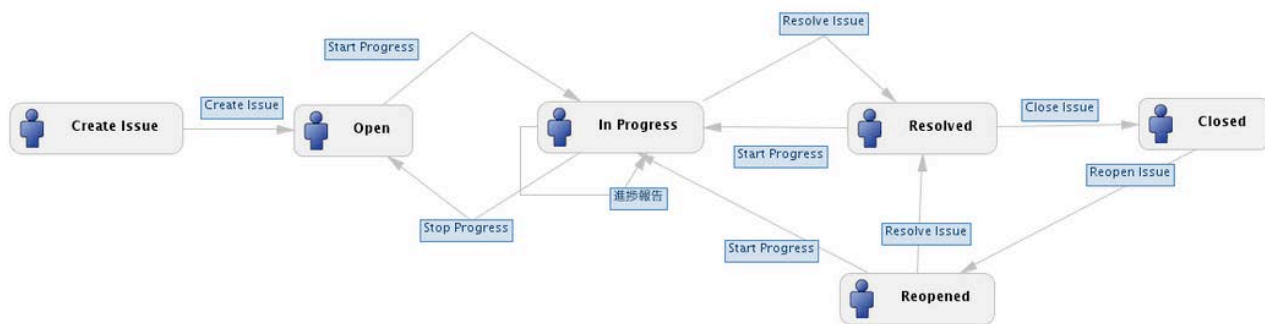 Resolve Issue
Start Progress
Create Issue
Create Issue
Open
In Progress
Resolved
Close Issue
Closed
Start Progress
Reopen Issue
進捗報告
Stop Progress
Start Progress
Resolve Issue
Reopened